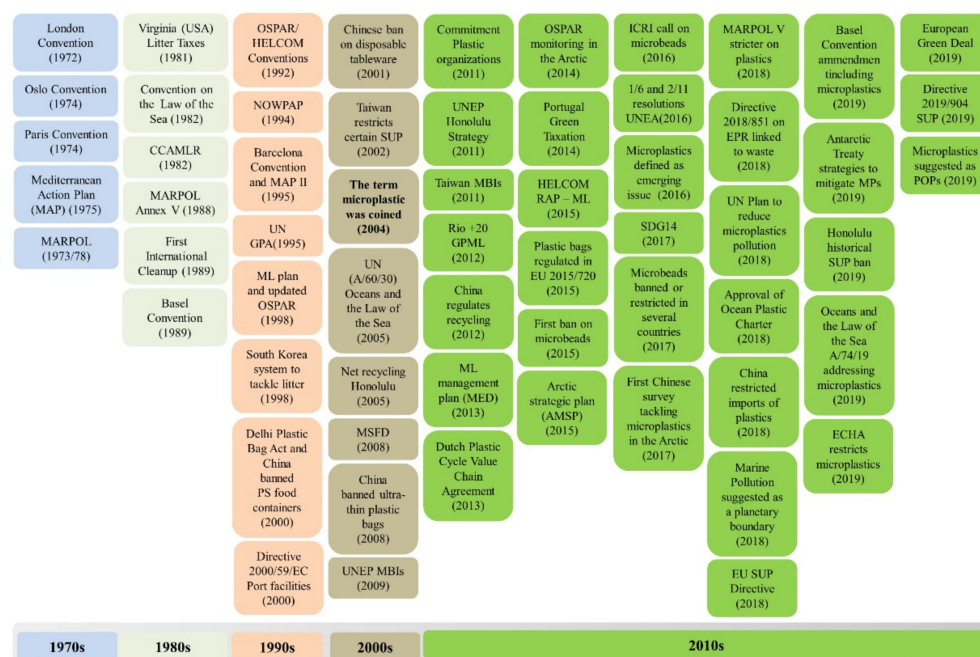 London
Convention
(1972)
Oslo Convention
(1974)
Paris Convention
(1974)
Mediterranean
Action Plan
(MAP) (1975)
MARPOL
(1973/78)
Virginia (USA)
Litter Taxes
(1981)
Convention on
the Law of the
Sea (1982)
CCAMLR
(1982)
MARPOL
Annex V (1988)
First
International
Cleanup (1989)
Basel
Convention
(1989)
OSPAR/
HELCOM
Conventions
(1992)
NOWPAP
(1994)
Barcelona
Convention
and MAP II
(1995)
UN
GPA(1995)
ML plan
and updated
OSPAR
(1998)
South Korea
system to
tackle litter
(1998)
Delhi Plastic
Bag Act and
China
banned
PS food
containers
(2000)
Directive
2000/59/EC
Port facilities
(2000)
Chinese ban
on disposable
tableware
(2001)
Taiwan
restricts
certain SUP
(2002)
The term
microplastic
was coined
(2004)
UN
(A/60/30)
Oceans and
the Law of
the Sea
(2005)
Net recycling
Honolulu
(2005)
MSFD
(2008)
China
banned ultra-
thin plastic
bags
(2008)
UNEP MBIs
(2009)
Commitment
Plastic
organizations
(2011)
UNEP
Honolulu
Strategy
(2011)
Taiwan MBIs
(2011)
Rio +20
GPML
(2012)
China
regulates
recycling
(2012)
ML
management
plan (MED)
(2013)
Dutch Plastic
Cycle Value
Chain
Agreement
(2013)
OSPAR
monitoring in
the Arctic
(2014)
Portugal
Green
Taxation
(2014)
HELCOM
RAP – ML
(2015)
Plastic bags
regulated in
EU 2015/720
(2015)
First ban on
microbeads
(2015)
Arctic
strategic plan
(AMSP)
(2015)
ICRI call on
microbeads
(2016)
1/6 and 2/11
resolutions
UNEA(2016)
Microplastics
defined as
emerging
issue (2016)
SDG14
(2017)
Microbeads
banned or
restricted in
several
countries
(2017)
First Chinese
survey
tackling
microplastics
in the Arctic
(2017)
MARPOL V
stricter on
plastics
(2018)
Directive
2018/851 on
EPR linked
to waste
(2018)
UN Plan to
reduce
microplastics
pollution
(2018)
Approval of
Ocean Plastic
Charter
(2018)
China
restricted
imports of
plastics
(2018)
Marine
Pollution
suggested as
a planetary
boundary
(2018)
EU SUP
Directive
(2018)
Basel
Convention
ammendmen
tincluding
microplastics
(2019)
Antarctic
Treaty
strategies to
mitigate MPs
(2019)
Honolulu
historical
SUP ban
(2019)
Oceans and
the Law of
the Sea
A/74/19
addressing
microplastics
(2019)
ECHA
restricts
microplastics
(2019)
European
Green Deal
(2019)
Directive
2019/904
SUP (2019)
Microplastics
suggested as
POPs (2019)
1970s
1980s
1990s
2000s
2010s